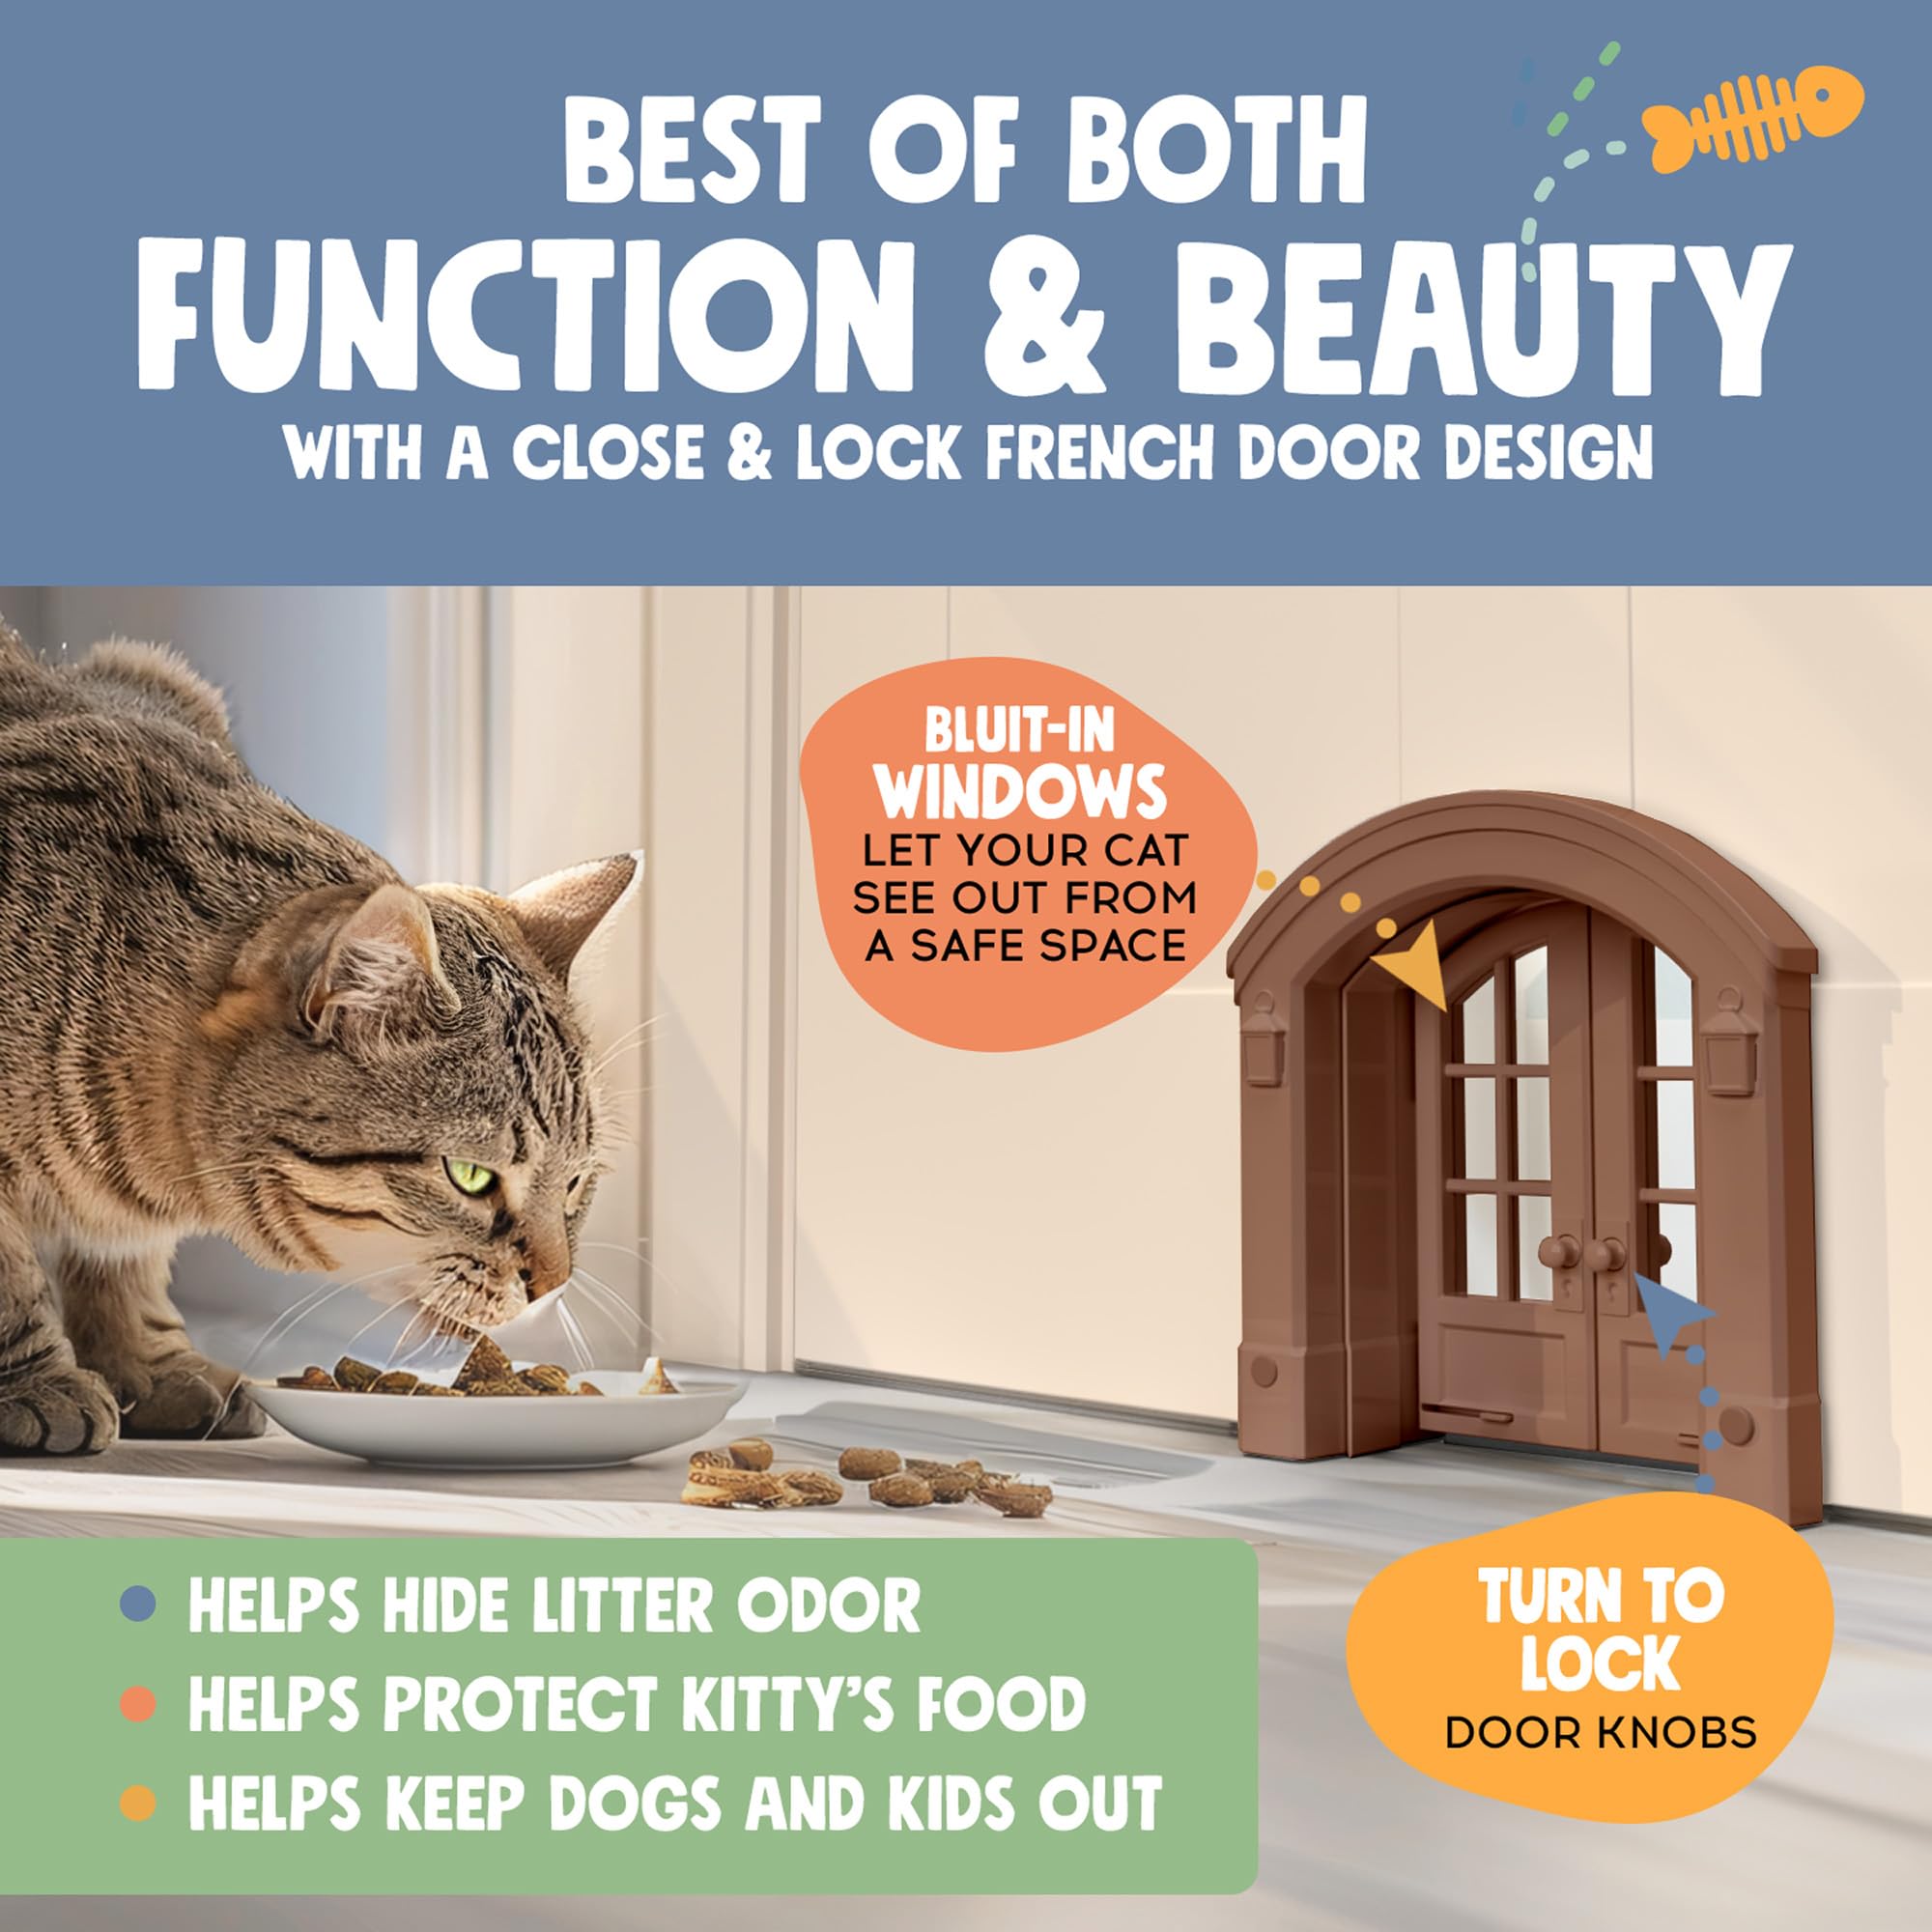 BEST OF BOTH
FUNCTION & BEAUTY
WITH A CLOSE & LOCK FRENCH DOOR DESIGN
BLUIT-IN
WINDOWS
LET YOUR CAT
SEE OUT FROM
A SAFE SPACE
HELPS HIDE LITTER ODOR
HELPS PROTECT KITTY'S FOOD
HELPS KEEP DOGS AND KIDS OUT
TURN TO
LOCK
DOOR KNOBS